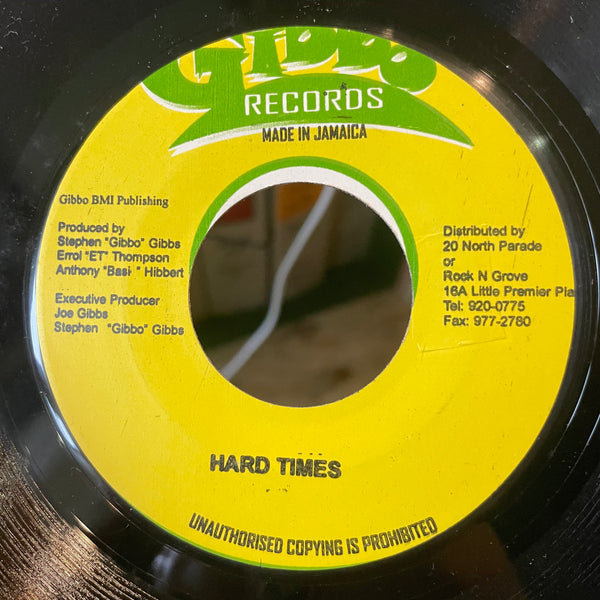 Gibbo
RECORDS
MADE IN JAMAICA
Gibbo BMI Publishing
Produced by
Stephen "Gibbo" Gibbs
Errol "ET" Thompson
Anthony "Basi " Hibbert
Executive Producer
Joe Gibbs
Stephen "Gibbo" Gibbs
Distributed by
20 North Parade
or
Rock N Grove
16A Little Premier Pla
Tel: 920-0775
Fax: 977-2780
HARD TIMES
UNAUTHORISED COPYING IS PROHIBITED